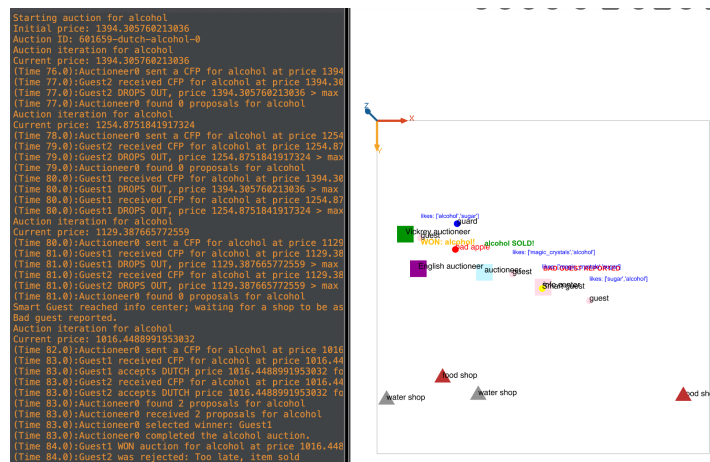 Starting auction for alcohol
Initial price: 1394.305760213036
Auction ID: 601659-dutch-alcohol-0
Auction iteration for alcohol
Current price: 1394.305760213036
(Time 76.0):Auctioneer0 sent a CFP for alcohol at price 1394
(Time 77.0):Guest2 received CFP for alcohol at price 1394.30
(Time 77.0):Guest2 DROPS OUT, price 1394.305760213036 > max
(Time 77.0):Auctioneer0 found 0 proposals for alcohol
Auction iteration for alcohol
Current price: 1254.8751841917324
(Time 78.0):Auctioneer0 sent a CFP for alcohol at price 1254
(Time 79.0):Guest2 received CFP for alcohol at price 1254.87
(Time 79.0):Guest2 DROPS OUT, price 1254.8751841917324 > max
(Time 79.0):Auctioneer0 found 0 proposals for alcohol
(Time 80.0):Guest1 received CFP for alcohol at price 1394.30
(Time 80.0):Guest1 DROPS OUT, price 1394.305760213036 > max
(Time 80.0):Guest1 received CFP for alcohol at price 1254.87
(Time 80.0):Guest1 DROPS OUT, price 1254.8751841917324 > max
Auction iteration for alcohol
Current price: 1129.387665772559
(Time 80.0):Auctioneer0 sent a CFP for alcohol at price 1129
(Time 81.0):Guest1 received CFP for alcohol at price 1129.38
(Time 81.0):Guest1 DROPS OUT, price 1129.387665772559 > max
(Time 81.0):Guest2 received CFP for alcohol at price 1129.38
(Time 81.0):Guest2 DROPS OUT, price 1129.387665772559 > max
(Time 81.0):Auctioneer0 found 0 proposals for alcohol
Smart Guest reached info center; waiting for a shop to be as
Bad guest reported.
Auction iteration for alcohol
Current price: 1016.4488991953032
(Time 82.0):Auctioneer0 sent a CFP for alcohol at price 1016
(Time 83.0):Guest1 received CFP for alcohol at price 1016.44
(Time 83.0):Guest1 accepts DUTCH price 1016.4488991953032 fo
(Time 83.0):Guest2 received CFP for alcohol at price 1016.44
(Time 83.0):Guest2 accepts DUTCH price 1016.4488991953032 fo
(Time 83.0):Auctioneer0 found 2 proposals for alcohol
(Time 83.0):Auctioneer0 received 2 proposals for alcohol
(Time 83.0):Auctioneer0 selected winner: Guest1
(Time 83.0):Auctioneer0 completed the alcohol auction.
(Time 84.0):Guest1 WON auction for alcohol at price 1016.448
(Time 84.0):Guest2 was rejected: Too late, item sold
Z
X
Y
likes: ['alcohol','sugar']
guard
Vickrey auctioneer
guest
WON: alcohol!
alcohol SOLD!
bad apple
likes: ['magic_crystals','alcohol']
English auctioneer
auctioneer
guest
BAD GUEST REPORTED
likes: ['sugar','alcohol']
info center
Smart guest
guest
food shop
water shop
water shop
food sh